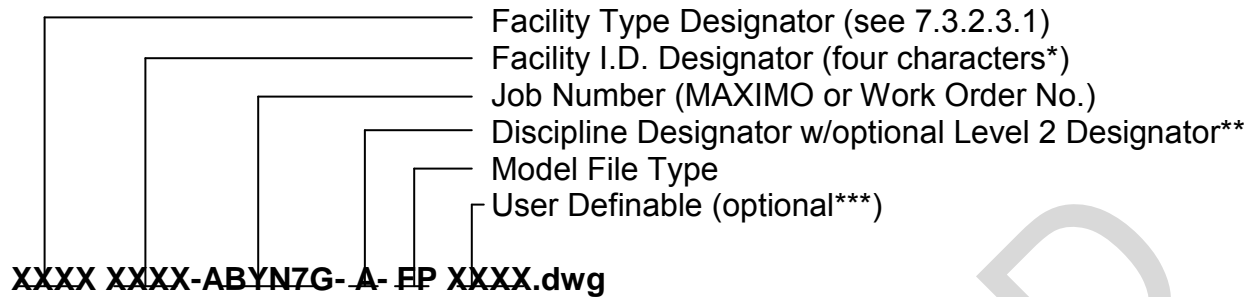 Facility Type Designator (see 7.3.2.3.1)
Facility I.D. Designator (four characters*)
Job Number (MAXIMO or Work Order No.)
Discipline Designator w/optional Level 2 Designator**
Model File Type
User Definable (optional***)
XXXX XXXX-ABYN7G- A- FP XXXX.dwg